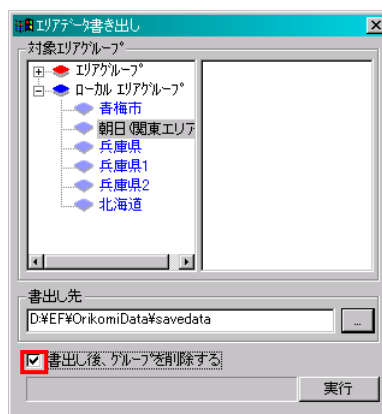 エリアデータ書き出し
対象エリアグループ
エリアグループ
ローカル エリアグループ
青梅市
朝日(関東エリア
兵庫県
兵庫県1
兵庫県2
北海道
書出し先
D:¥EF¥OrikomiData¥savedata
...
書出し後、グループを削除する
実行